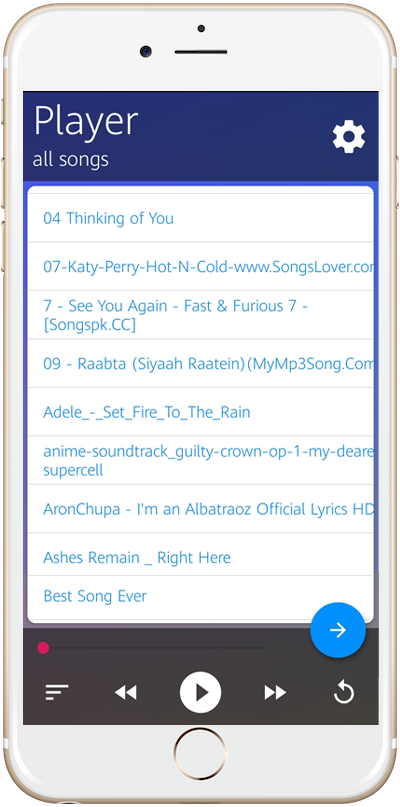 Player
all songs
04 Thinking of You
07-Katy-Perry-Hot-N-Cold-www.SongsLover.com
7 - See You Again - Fast & Furious 7 -
[Songspk.CC]
09 - Raabta (Siyaah Raatein)(MyMp3Song.Com
Adele_-_Set_Fire_To_The_Rain
anime-soundtrack_guilty-crown-op-1-my-deare
supercell
AronChupa - I'm an Albatraoz Official Lyrics HD
Ashes Remain _ Right Here
Best Song Ever